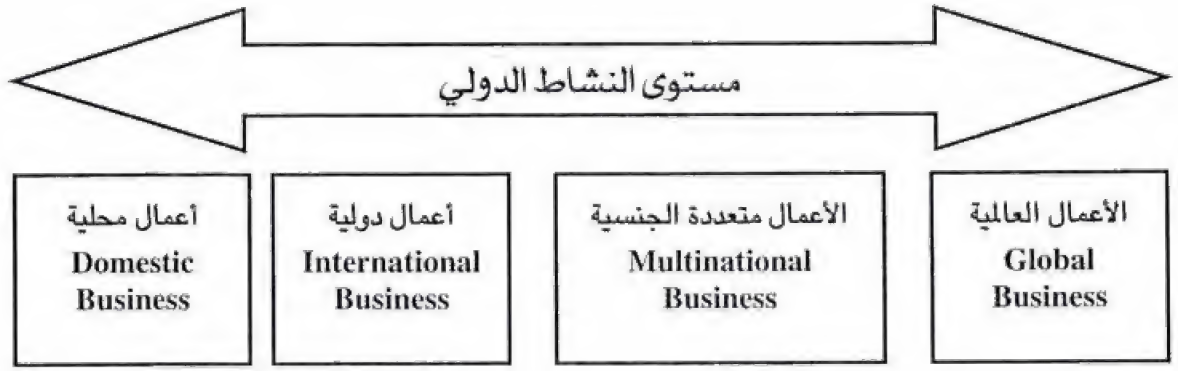 مستوى النشاط الدولي
أعمال محلية
Domestic
Business
أعمال دولية
International
Business
الأعمال متعددة الجنسية
Multinational
Business
الأعمال العالمية
Global
Business